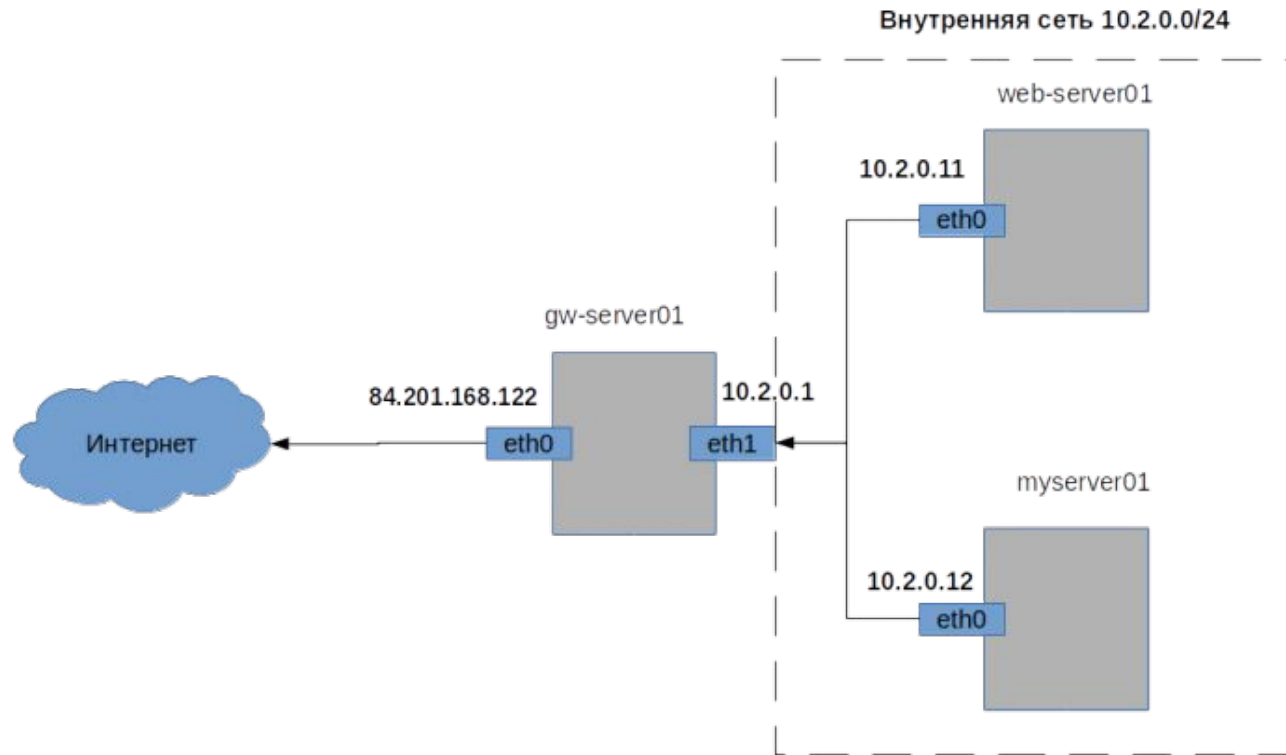 Внутренняя сеть 10.2.0.0/24
web-server01
10.2.0.11
eth0
gw-server01
84.201.168.122
10.2.0.1
Интернет
eth0
eth1
myserver01
10.2.0.12
eth0